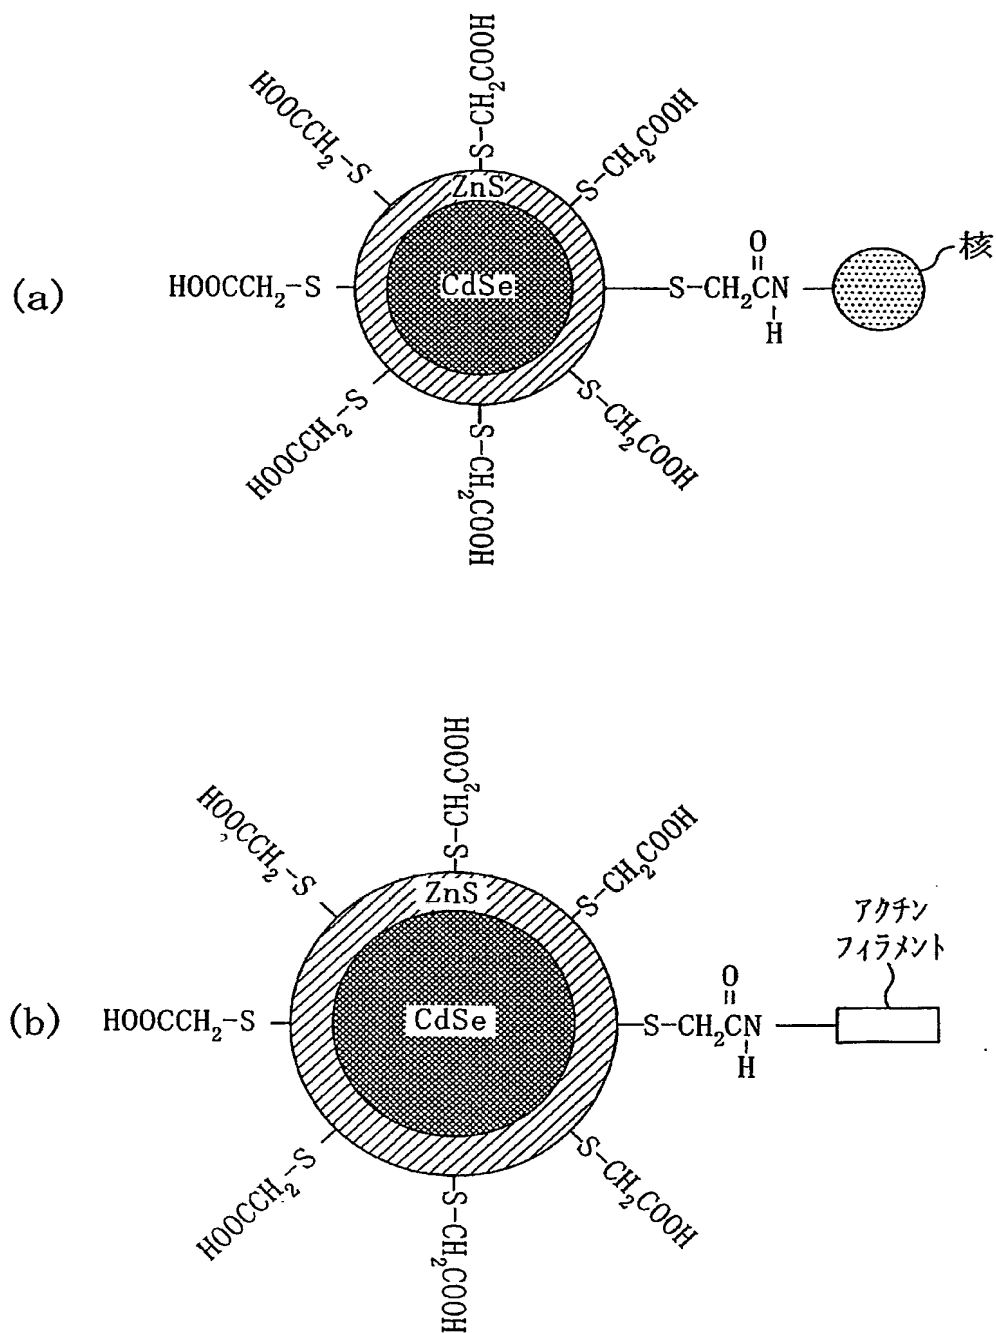 HOOCCH2-S
S-CH2COOH
S-CH2COOH
ZnS
(a)
HOOCCH2-S
CdSe
S-CH2CN
O
H
核
HOOCCH2-S
S-CH2COOH
S-CH2COOH
HOOCCH2-S
S-CH2COOH
S-CH2COOH
ZnS
アクチン
フィラメント
(b)
HOOCCH2-S
CdSe
S-CH2CN
O
H
HOOCCH2-S
S-CH2COOH
S-CH2COOH